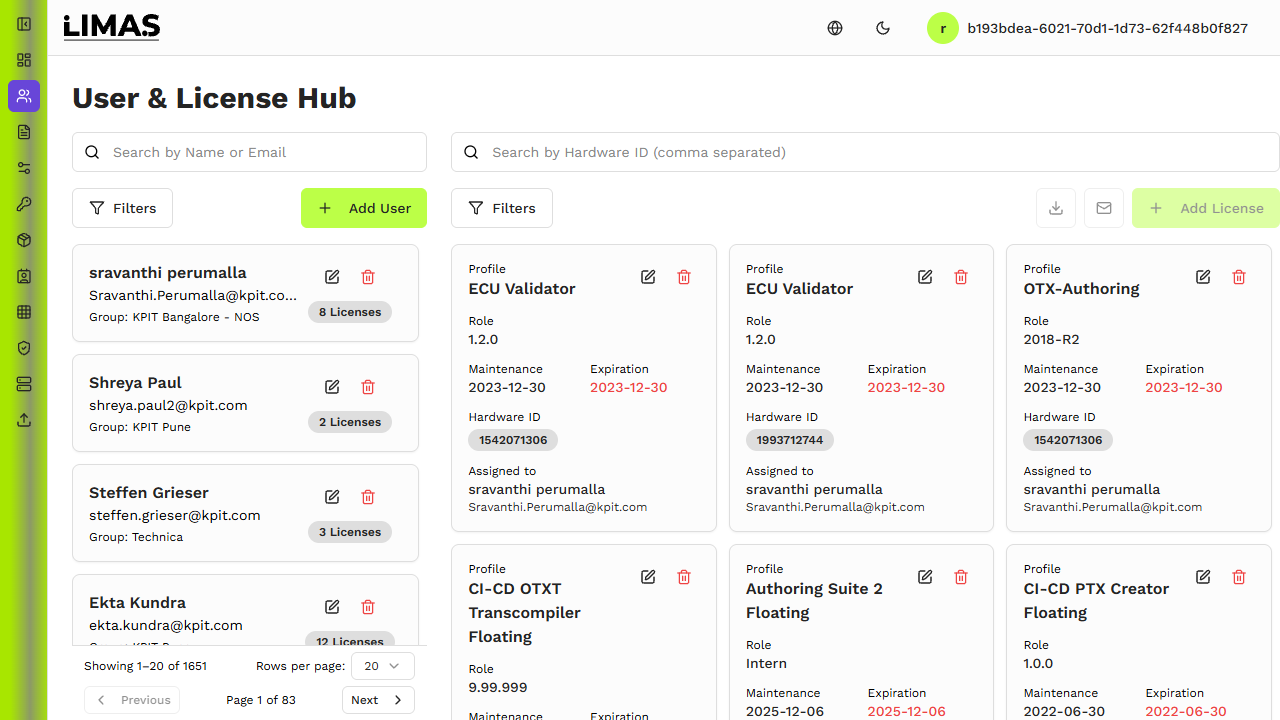 LIMAS
r
b193bdea-6021-70d1-1d73-62f448b0f827
User & License Hub
Search by Name or Email
Filters
Add User
sravanthi perumalla
Sravanthi.Perumalla@kpit.co...
Group: KPIT Bangalore - NOS
8 Licenses
Shreya Paul
shreya.paul2@kpit.com
Group: KPIT Pune
2 Licenses
Steffen Grieser
steffen.grieser@kpit.com
Group: Technica
3 Licenses
Ekta Kundra
ekta.kundra@kpit.com
12 Licenses
Showing 1–20 of 1651
Rows per page:
20
Previous
Page 1 of 83
Next
Search by Hardware ID (comma separated)
Filters
Add License
Profile
ECU Validator
Role
1.2.0
Maintenance
2023-12-30
Expiration
2023-12-30
Hardware ID
1542071306
Assigned to
sravanthi perumalla
Sravanthi.Perumalla@kpit.com
Profile
ECU Validator
Role
1.2.0
Maintenance
2023-12-30
Expiration
2023-12-30
Hardware ID
1993712744
Assigned to
sravanthi perumalla
Sravanthi.Perumalla@kpit.com
Profile
OTX-Authoring
Role
2018-R2
Maintenance
2023-12-30
Expiration
2023-12-30
Hardware ID
1542071306
Assigned to
sravanthi perumalla
Sravanthi.Perumalla@kpit.com
Profile
CI-CD OTXT
Transcompiler
Floating
Role
9.99.999
Maintenance
Expiration
Profile
Authoring Suite 2
Floating
Role
Intern
Maintenance
2025-12-06
Expiration
2025-12-06
Profile
CI-CD PTX Creator
Floating
Role
1.0.0
Maintenance
2022-06-30
Expiration
2022-06-30